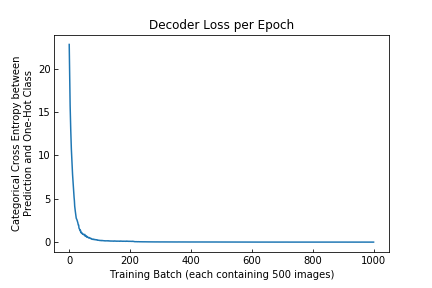 Decoder Loss per Epoch
Categorical Cross Entropy between
Prediction and One-Hot Class
20
15
10
5
0
0 200 400 600 800 1000
Training Batch (each containing 500 images)